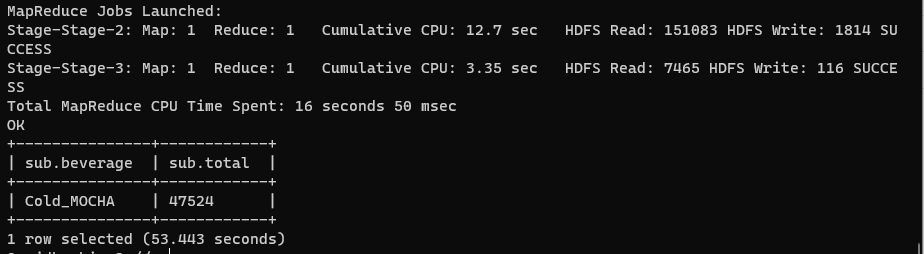 MapReduce Jobs Launched:
Stage-Stage-2: Map: 1  Reduce: 1   Cumulative CPU: 12.7 sec   HDFS Read: 151083 HDFS Write: 1814 SU
CCESS
Stage-Stage-3: Map: 1  Reduce: 1   Cumulative CPU: 3.35 sec   HDFS Read: 7465 HDFS Write: 116 SUCCE
SS
Total MapReduce CPU Time Spent: 16 seconds 50 msec
OK
+---------------+------------+
| sub.beverage  | sub.total  |
+---------------+------------+
| Cold_MOCHA    | 47524      |
+---------------+------------+
1 row selected (53.443 seconds)